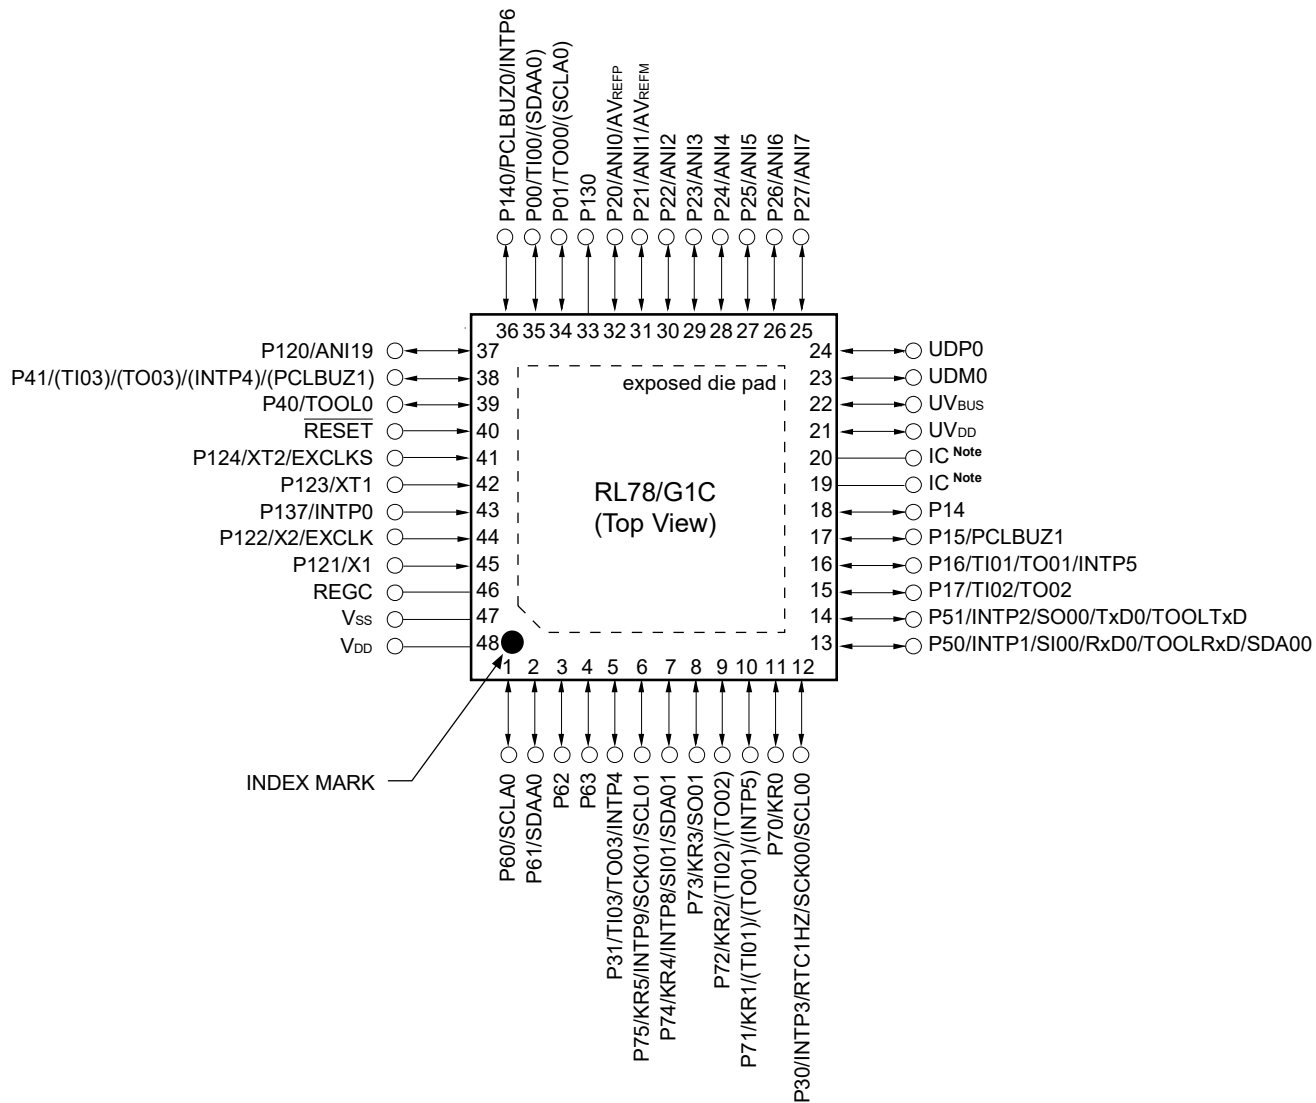 P140/PCLBUZ0/INTP6
P00/TI00/(SDAA0)
P01/TO00/(SCLA0)
P130
P20/ANI0/AVREFP
P21/ANI1/AVREFM
P22/ANI2
P23/ANI3
P24/ANI4
P25/ANI5
P26/ANI6
P27/ANI7
36 35 34 33 32 31 30 29 28 27 26 25
P120/ANI19 37
P41/(TI03)/(TO03)/(INTP4)/(PCLBUZ1) 38
P40/TOOL0 39
RESET 40
P124/XT2/EXCLKS 41
P123/XT1 42
P137/INTP0 43
P122/X2/EXCLK 44
P121/X1 45
REGC 46
VSS 47
VDD 48
exposed die pad
RL78/G1C
(Top View)
24 UDP0
23 UDM0
22 UVBUS
21 UVDD
20 IC Note
19 IC Note
18 P14
17 P15/PCLBUZ1
16 P16/TI01/TO01/INTP5
15 P17/TI02/TO02
14 P51/INTP2/SO00/TxD0/TOOLTxD
13 P50/INTP1/SI00/RxD0/TOOLRxD/SDA00
1 2 3 4 5 6 7 8 9 10 11 12
INDEX MARK
P60/SCLA0
P61/SDAA0
P62
P63
P31/TI03/TO03/INTP4
P75/KR5/INTP9/SCK01/SCL01
P74/KR4/INTP8/SI01/SDA01
P73/KR3/SO01
P72/KR2/(TI02)/(TO02)
P71/KR1/(TI01)/(TO01)/(INTP5)
P70/KR0
P30/INTP3/RTC1HZ/SCK00/SCL00